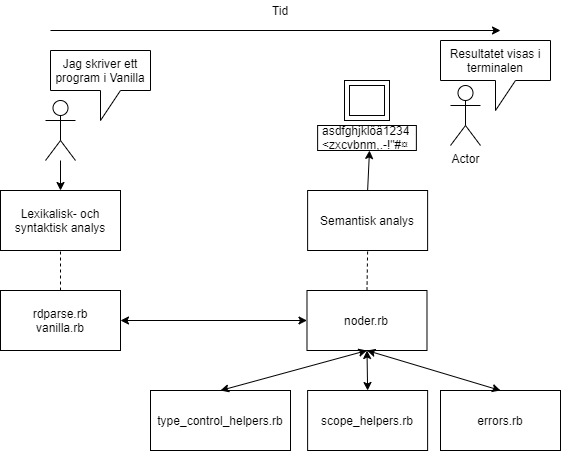 Tid
Jag skriver ett
program i Vanilla
Resultatet visas i
terminalen
asdfghjklöä1234
<zxcvbnm,.-!"#¤
Actor
Lexikalisk- och
syntaktisk analys
Semantisk analys
rdparse.rb
vanilla.rb
noder.rb
type_control_helpers.rb
scope_helpers.rb
errors.rb